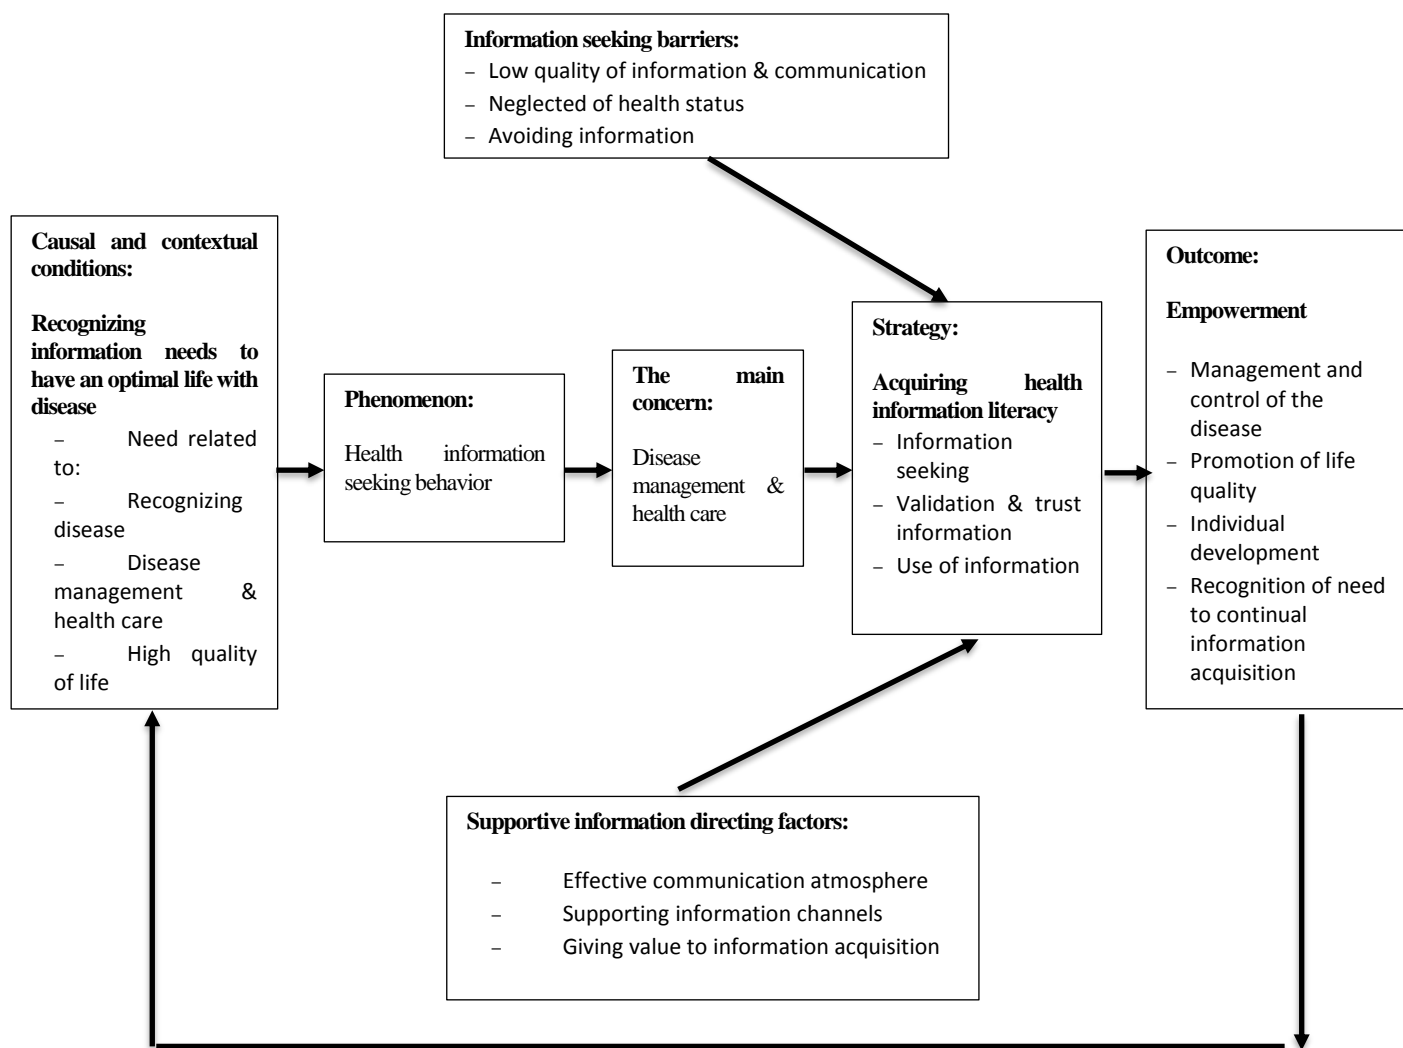 Information seeking barriers:
– Low quality of information & communication
– Neglected of health status
– Avoiding information
Causal and contextual
conditions:
Recognizing
information needs to
have an optimal life with
disease
– Need related
to:
– Recognizing
disease
– Disease
management &
health care
– High quality
of life
Phenomenon:
Health information
seeking behavior
The main
concern:
Disease
management &
health care
Strategy:
Acquiring health
information literacy
– Information
seeking
– Validation & trust
information
– Use of information
Outcome:
Empowerment
– Management and
control of the
disease
– Promotion of life
quality
– Individual
development
– Recognition of need
to continual
information
acquisition
Supportive information directing factors:
– Effective communication atmosphere
– Supporting information channels
– Giving value to information acquisition